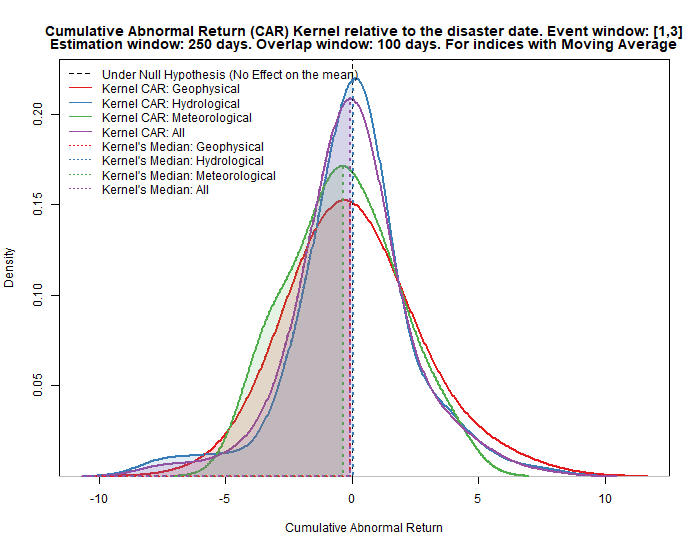 Cumulative Abnormal Return (CAR) Kernel relative to the disaster date. Event window: [1,3]
Estimation window: 250 days. Overlap window: 100 days. For indices with Moving Average
Under Null Hypothesis (No Effect on the mean)
Kernel CAR: Geophysical
Kernel CAR: Hydrological
Kernel CAR: Meteorological
Kernel CAR: All
Kernel's Median: Geophysical
Kernel's Median: Hydrological
Kernel's Median: Meteorological
Kernel's Median: All
Density
0.20
0.15
0.10
0.05
-10 -5 0 5 10
Cumulative Abnormal Return